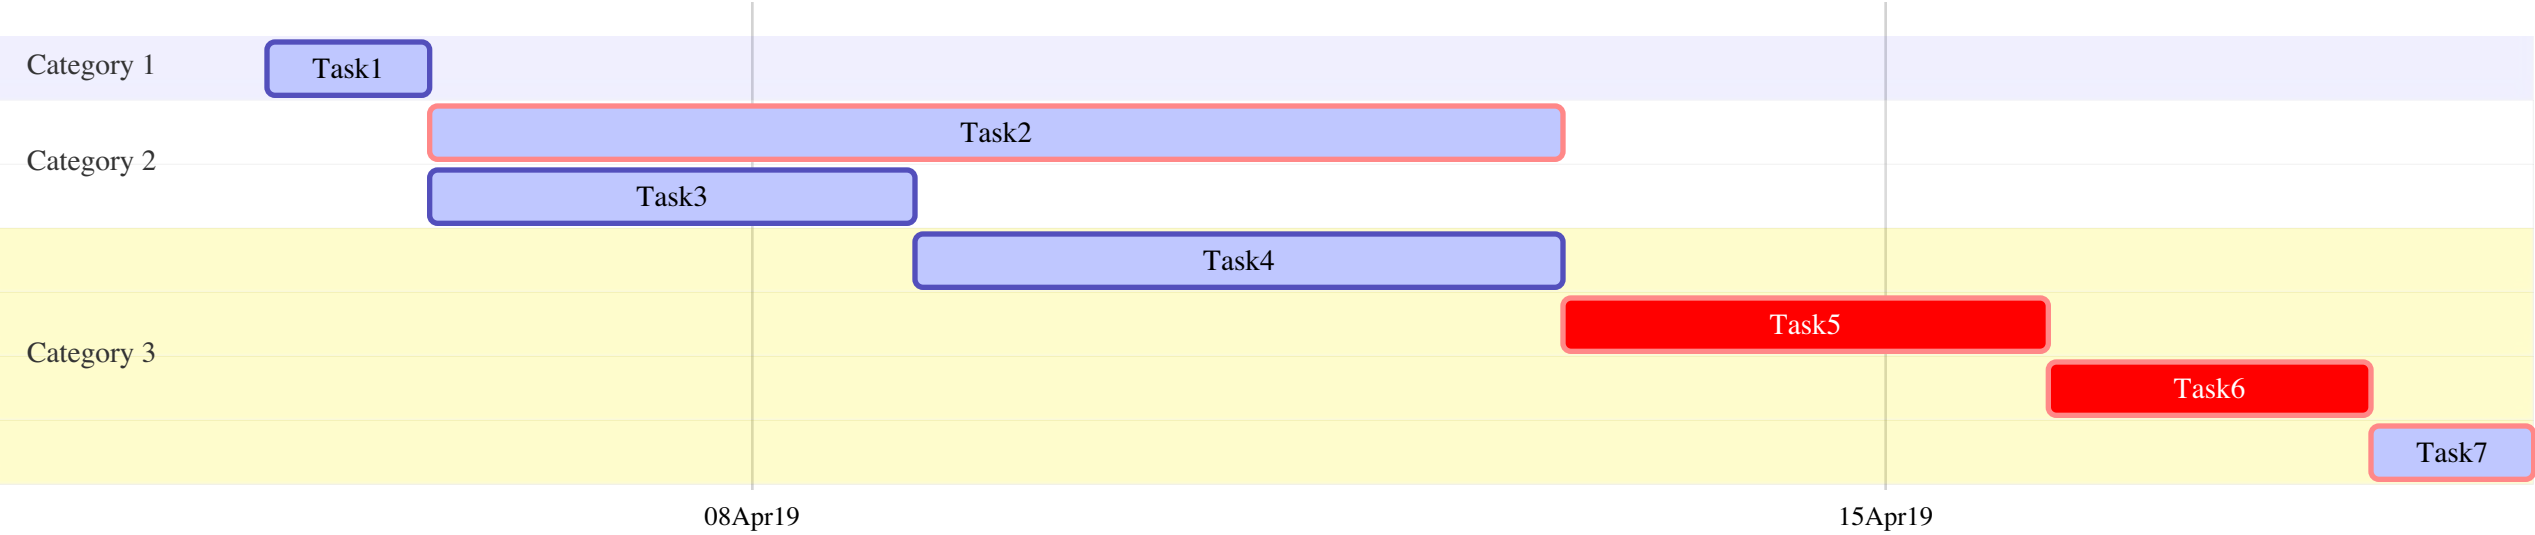 Category 1
Task1
Category 2
Task2
Task3
Category 3
Task4
Task5
Task6
Task7
08Apr19
15Apr19